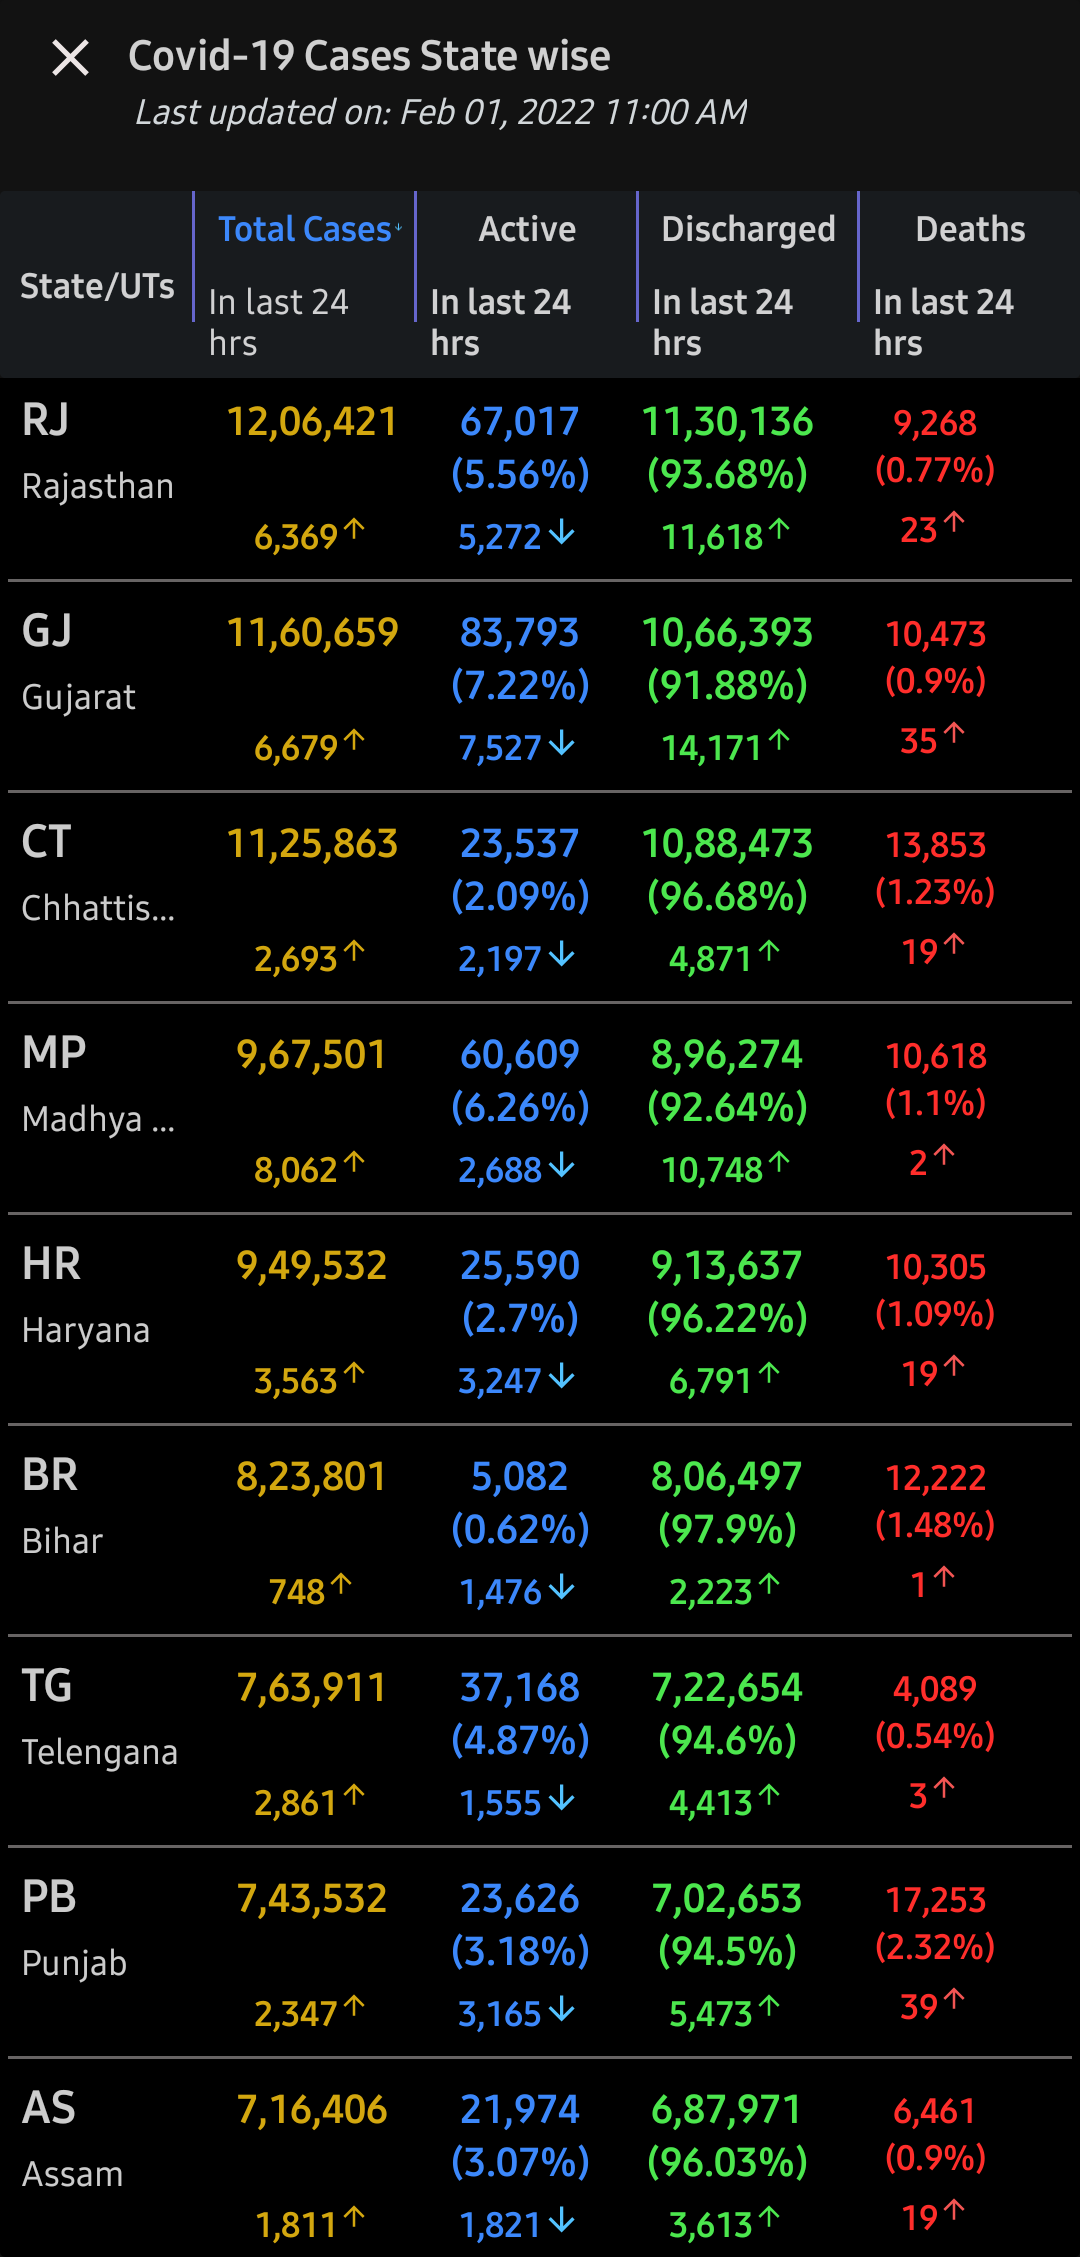 Covid-19 Cases State wise
Last updated on: Feb 01, 2022 11:00 AM
State/UTs
Total Cases↓ Active Discharged Deaths
In last 24 hrs In last 24 hrs In last 24 hrs In last 24 hrs
RJ 12,06,421 67,017 11,30,136 9,268
Rajasthan (5.56%) (93.68%) (0.77%)
6,369↑ 5,272↓ 11,618↑ 23↑
GJ 11,60,659 83,793 10,66,393 10,473
Gujarat (7.22%) (91.88%) (0.9%)
6,679↑ 7,527↓ 14,171↑ 35↑
CT 11,25,863 23,537 10,88,473 13,853
Chhattis... (2.09%) (96.68%) (1.23%)
2,693↑ 2,197↓ 4,871↑ 19↑
MP 9,67,501 60,609 8,96,274 10,618
Madhya ... (6.26%) (92.64%) (1.1%)
8,062↑ 2,688↓ 10,748↑ 2↑
HR 9,49,532 25,590 9,13,637 10,305
Haryana (2.7%) (96.22%) (1.09%)
3,563↑ 3,247↓ 6,791↑ 19↑
BR 8,23,801 5,082 8,06,497 12,222
Bihar (0.62%) (97.9%) (1.48%)
748↑ 1,476↓ 2,223↑ 1↑
TG 7,63,911 37,168 7,22,654 4,089
Telengana (4.87%) (94.6%) (0.54%)
2,861↑ 1,555↓ 4,413↑ 3↑
PB 7,43,532 23,626 7,02,653 17,253
Punjab (3.18%) (94.5%) (2.32%)
2,347↑ 3,165↓ 5,473↑ 39↑
AS 7,16,406 21,974 6,87,971 6,461
Assam (3.07%) (96.03%) (0.9%)
1,811↑ 1,821↓ 3,613↑ 19↑